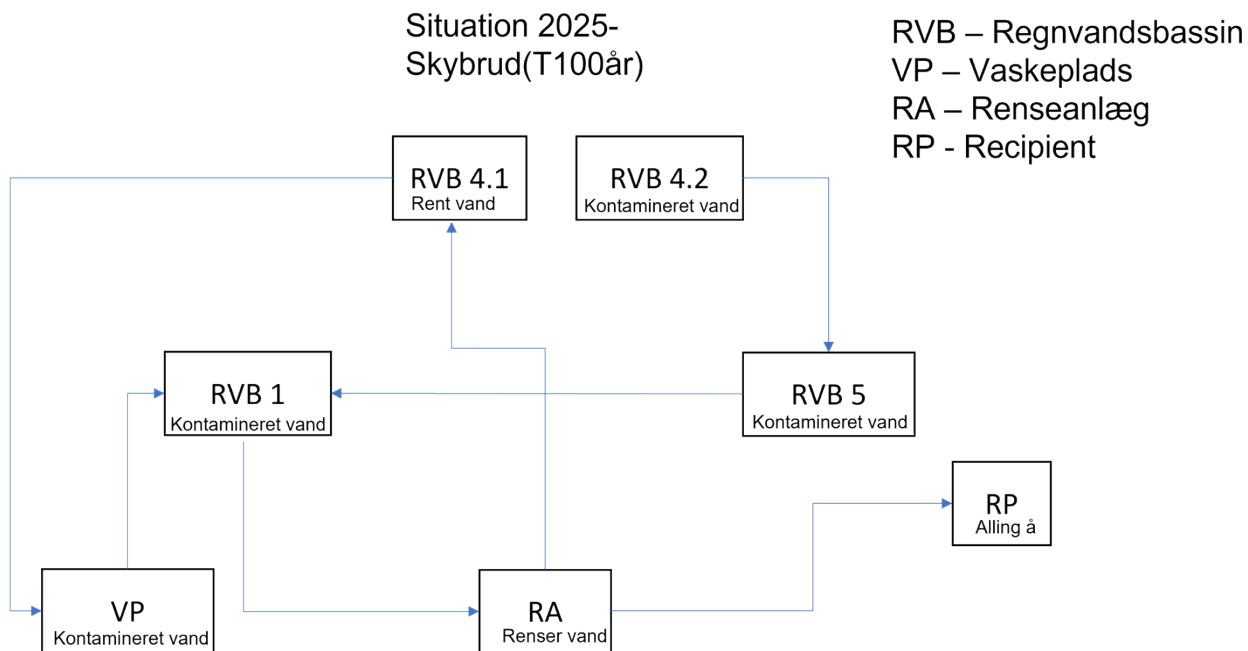 Situation 2025-
Skybrud(T100år)
RVB – Regnvandsbassin
VP – Vaskeplads
RA – Renseanlæg
RP - Recipient
RVB 4.1
Rent vand
RVB 4.2
Kontamineret vand
RVB 1
Kontamineret vand
RVB 5
Kontamineret vand
RP
Alling å
VP
Kontamineret vand
RA
Renser vand